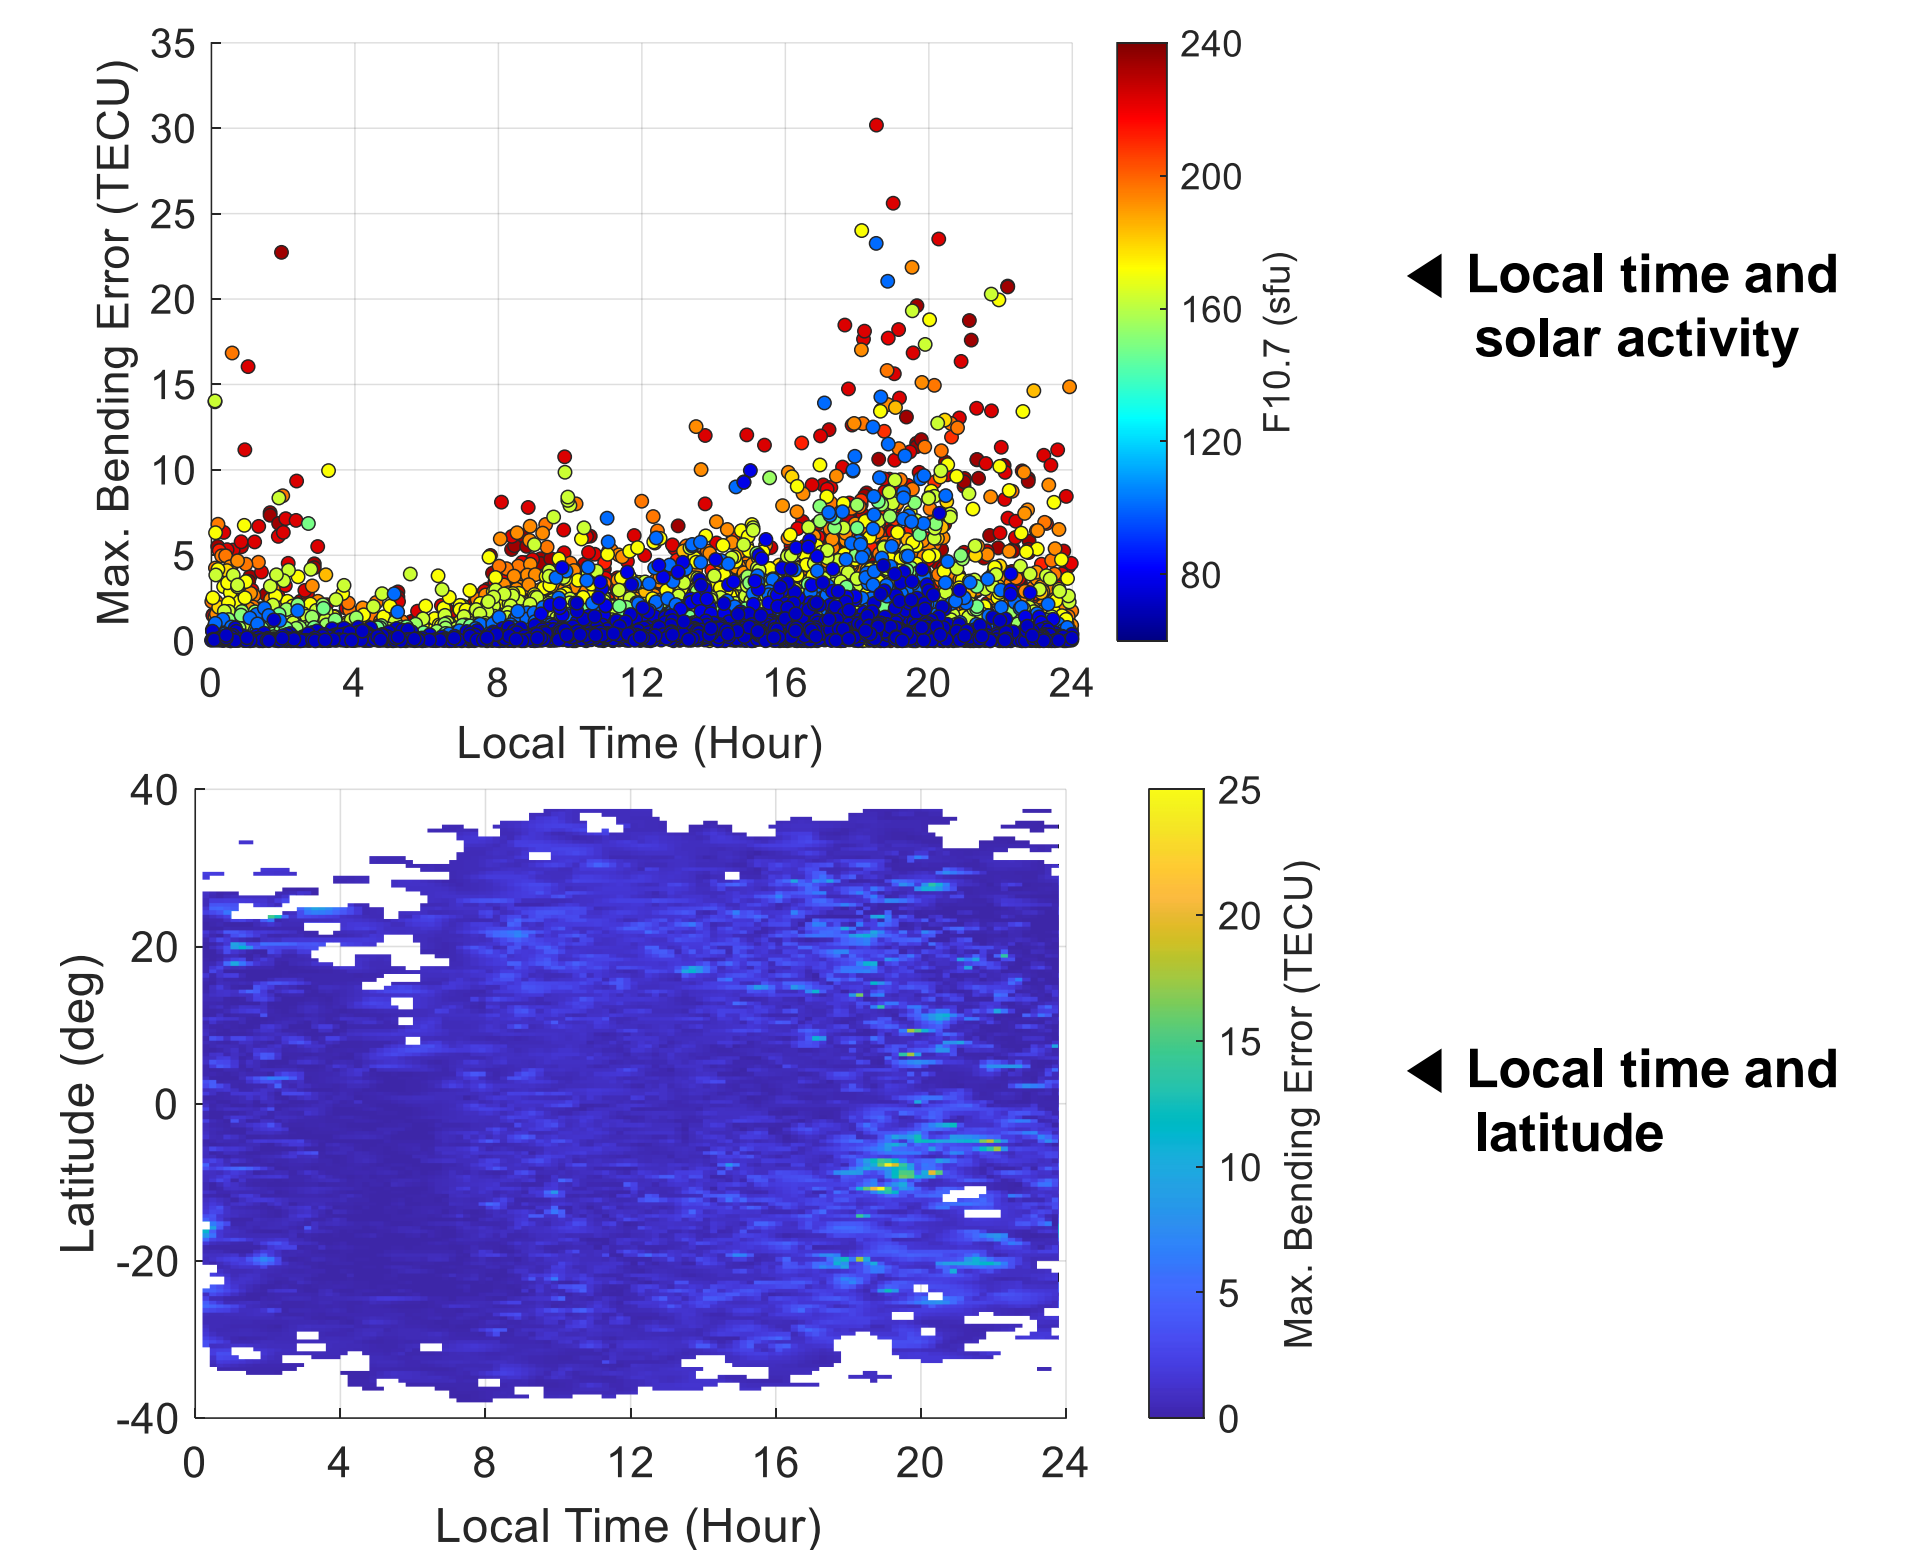 35
30
25
20
15
10
5
0
Max. Bending Error (TECU)
0 4 8 12 16 20 24
Local Time (Hour)
240
200
160
120
80
F10.7 (sfu)
◀ Local time and
solar activity
40
20
0
-20
-40
Latitude (deg)
0 4 8 12 16 20 24
Local Time (Hour)
25
20
15
10
5
0
Max. Bending Error (TECU)
◀ Local time and
latitude